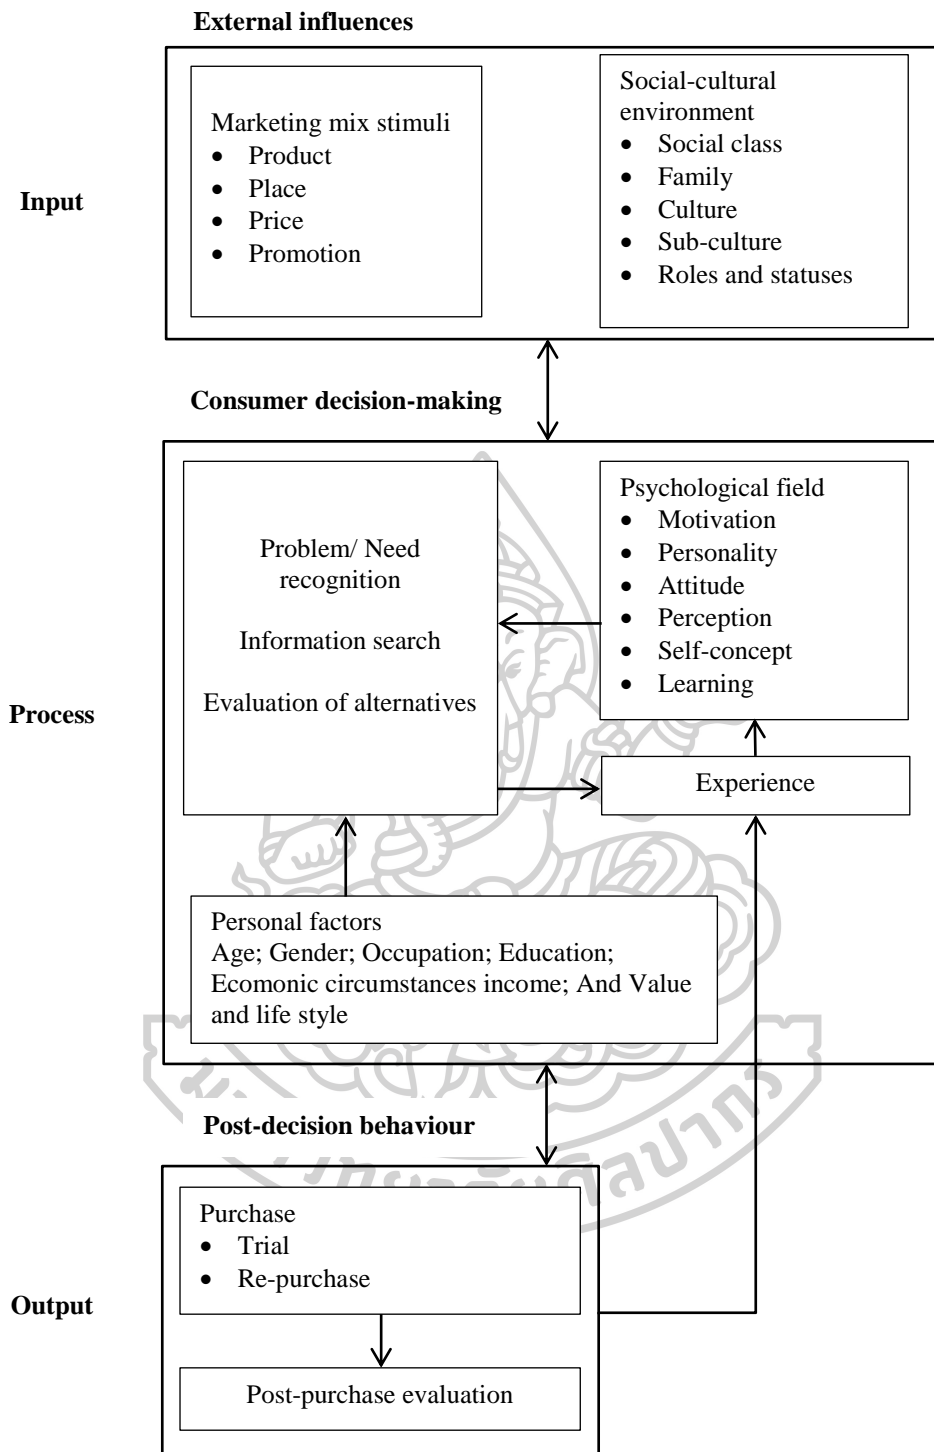 External influences
Input
Marketing mix stimuli
• Product
• Place
• Price
• Promotion
Social-cultural
environment
• Social class
• Family
• Culture
• Sub-culture
• Roles and statuses
Consumer decision-making
Process
Problem/ Need
recognition
Information search
Evaluation of alternatives
Psychological field
• Motivation
• Personality
• Attitude
• Perception
• Self-concept
• Learning
Experience
Personal factors
Age; Gender; Occupation; Education;
Ecomonic circumstances income; And Value
and life style
Post-decision behaviour
Output
Purchase
• Trial
• Re-purchase
Post-purchase evaluation